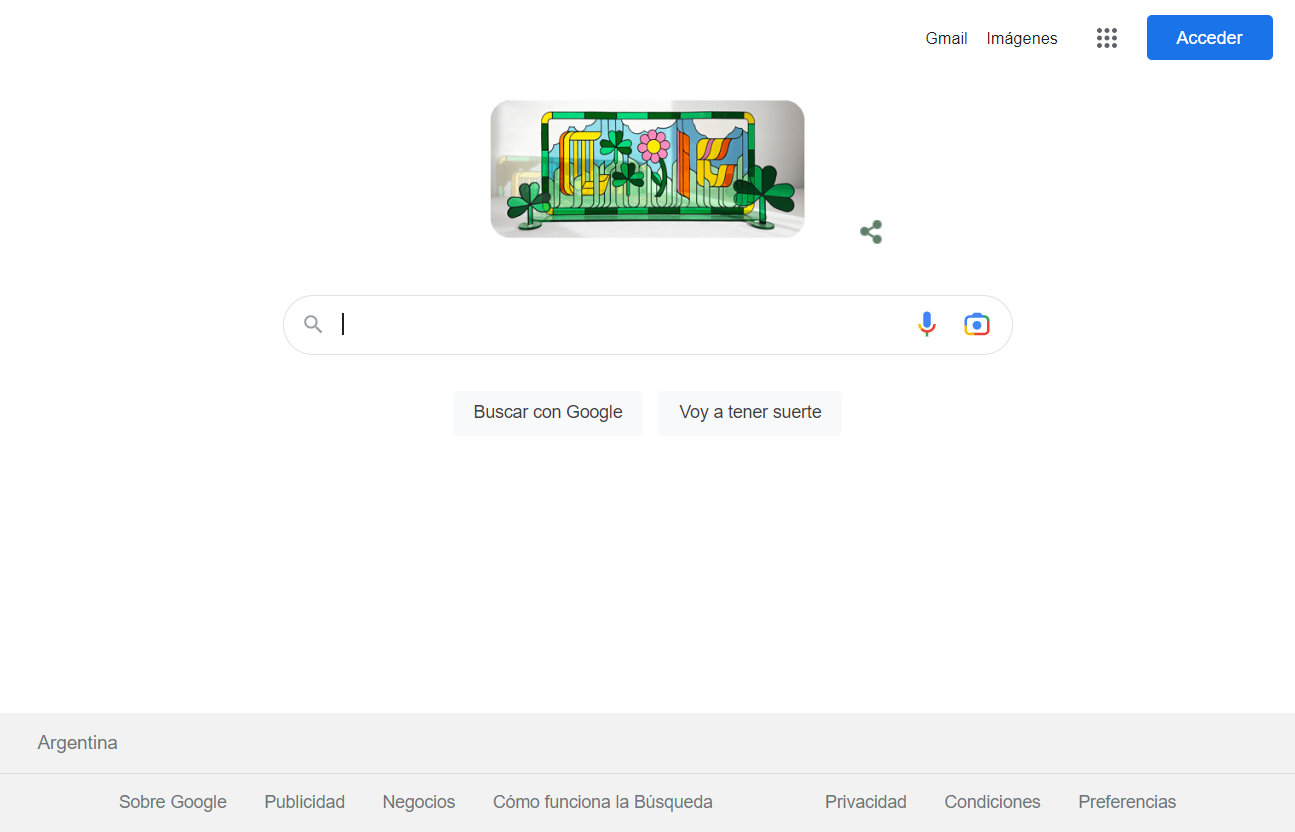 Gmail Imágenes Acceder
Buscar con Google Voy a tener suerte
Argentina
Sobre Google Publicidad Negocios Cómo funciona la Búsqueda Privacidad Condiciones Preferencias